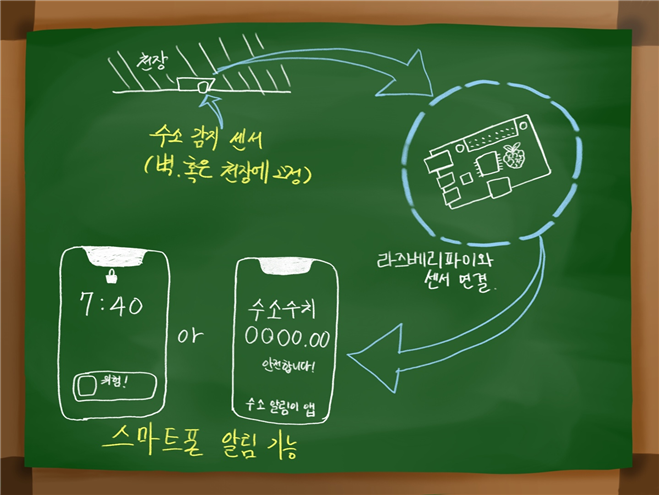 천장
수소 감지 센서
(벽.혹은 천장에 고정)
라즈베리파이와
센서 연결.
7:40
위험!
or
수소수치
0000.00
안전합니다!
수소 알림이 앱
스마트폰 알림 기능